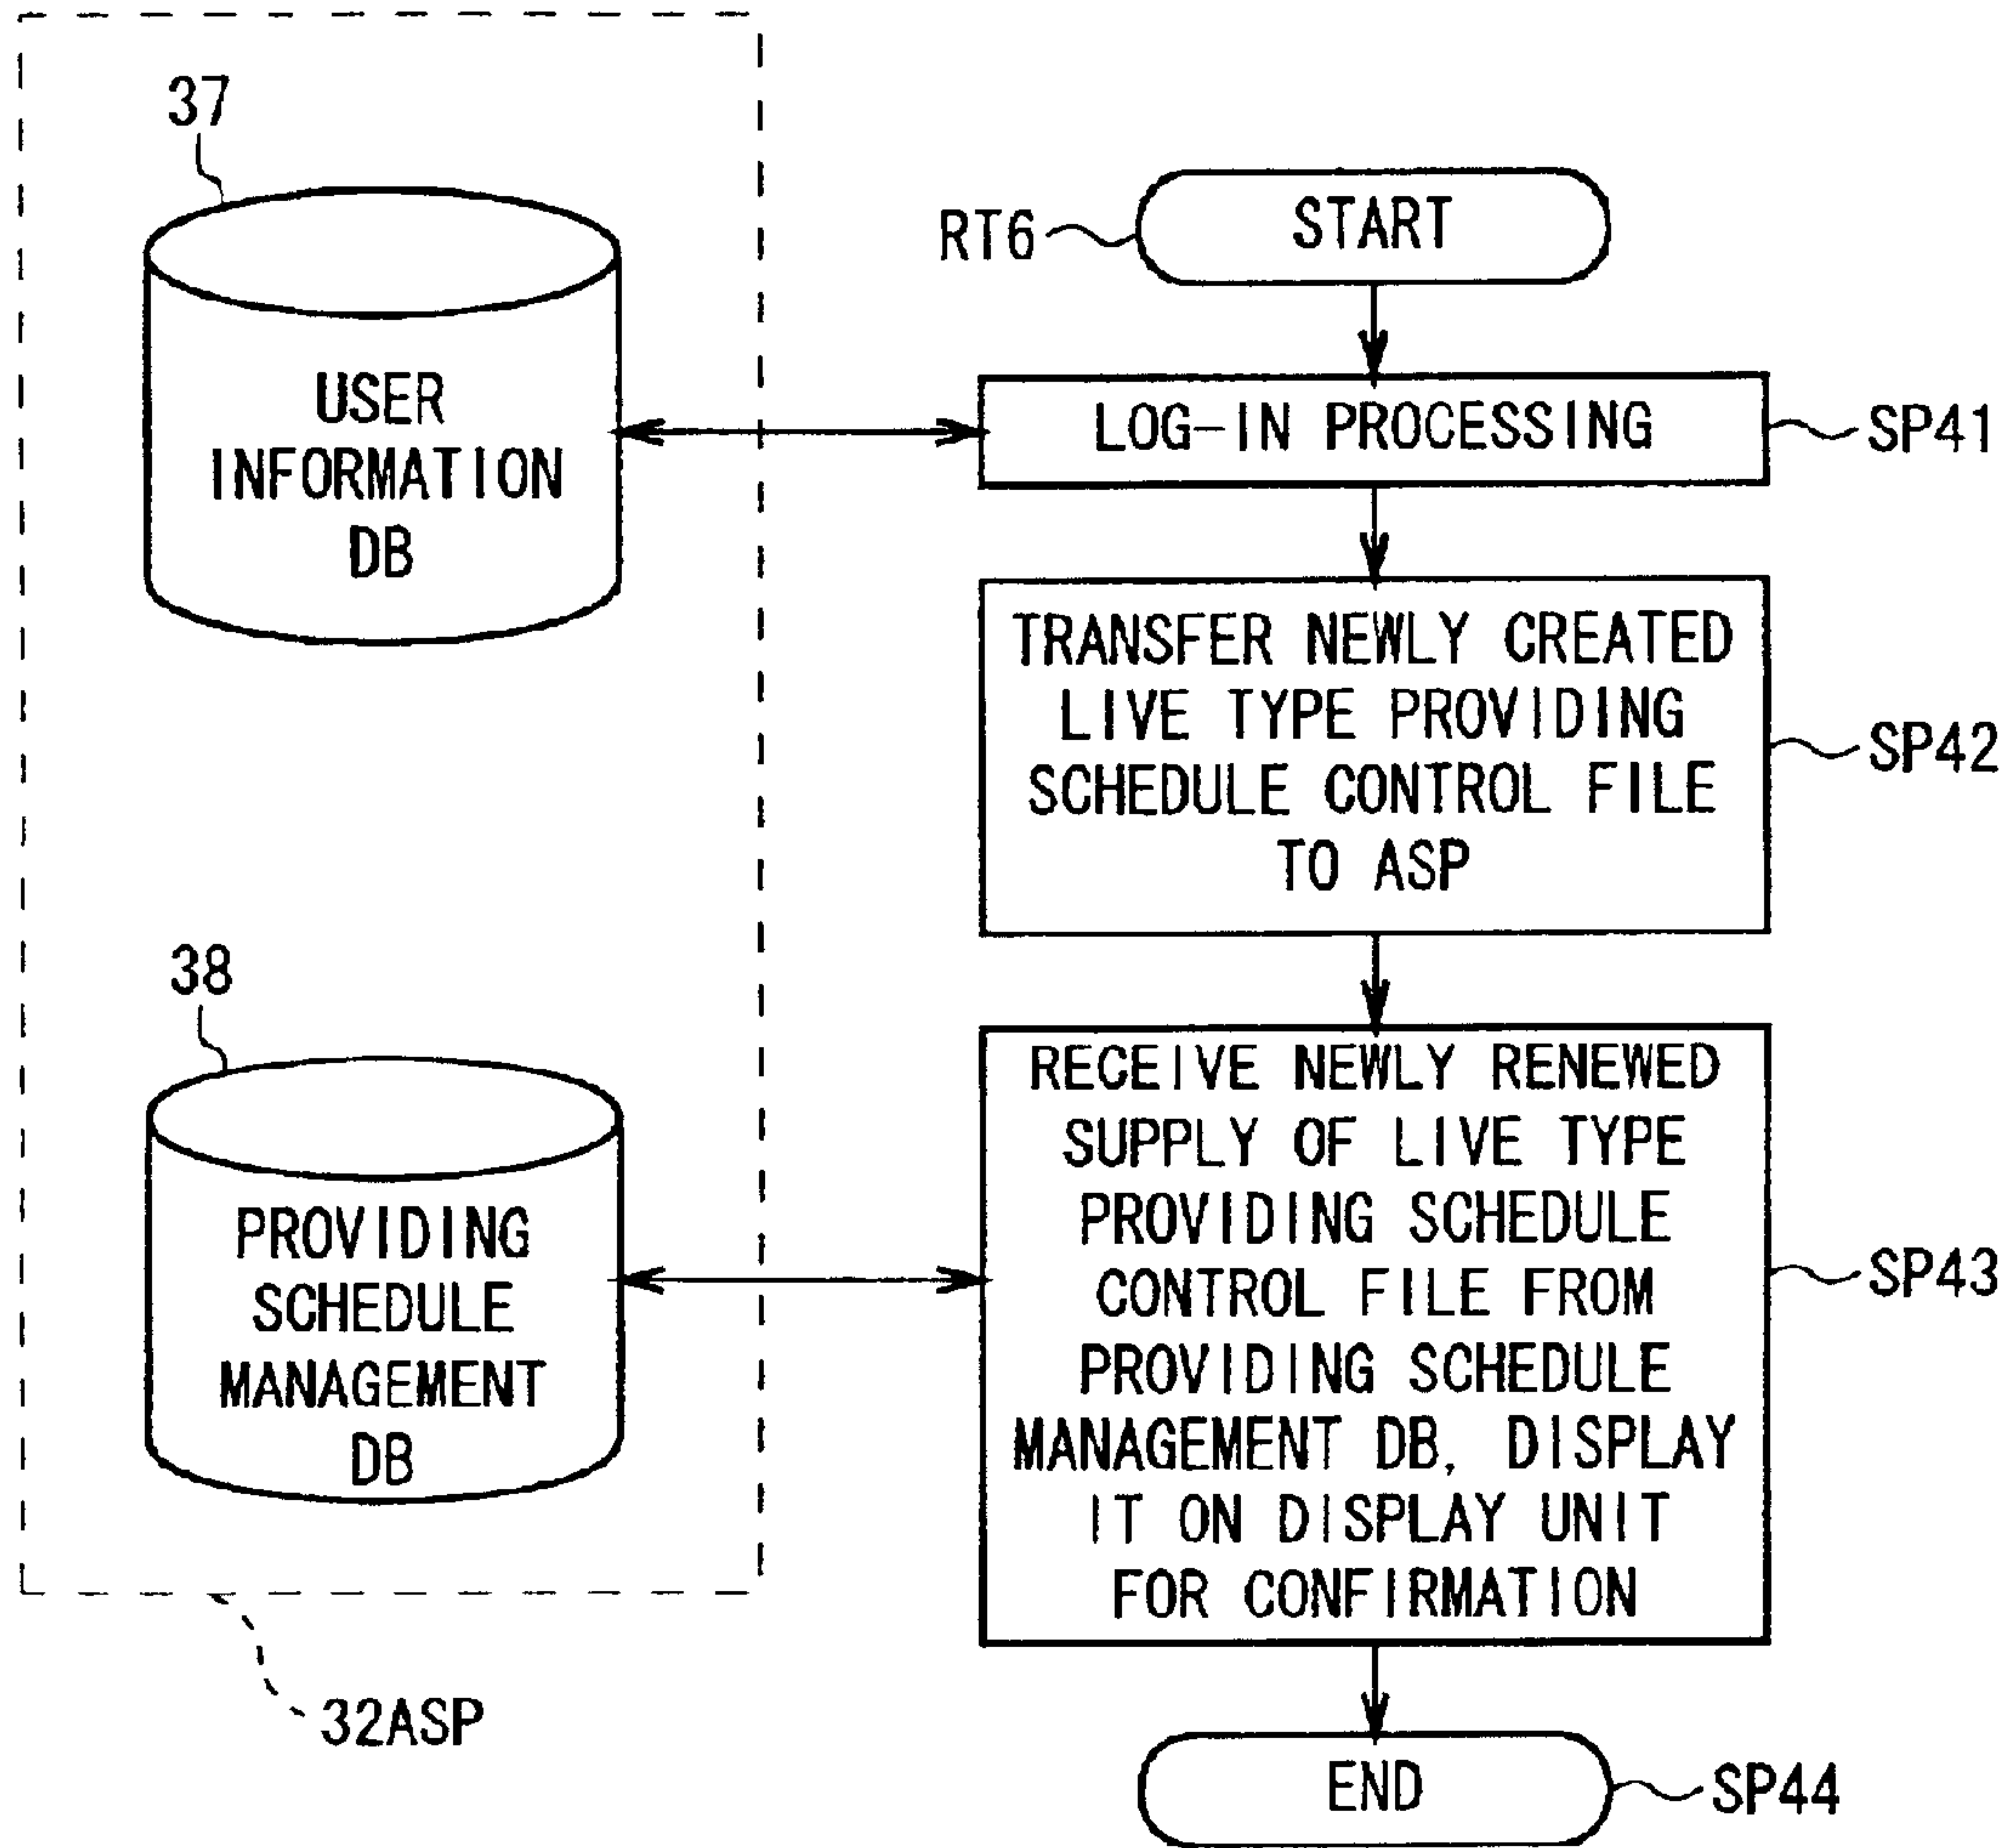 37
USER
INFORMATION
DB
38
PROVIDING
SCHEDULE
MANAGEMENT
DB
32ASP
RT6
START
LOG-IN PROCESSING
SP41
TRANSFER NEWLY CREATED
LIVE TYPE PROVIDING
SCHEDULE CONTROL FILE
TO ASP
SP42
RECEIVE NEWLY RENEWED
SUPPLY OF LIVE TYPE
PROVIDING SCHEDULE
CONTROL FILE FROM
PROVIDING SCHEDULE
MANAGEMENT DB, DISPLAY
IT ON DISPLAY UNIT
FOR CONFIRMATION
SP43
END
SP44